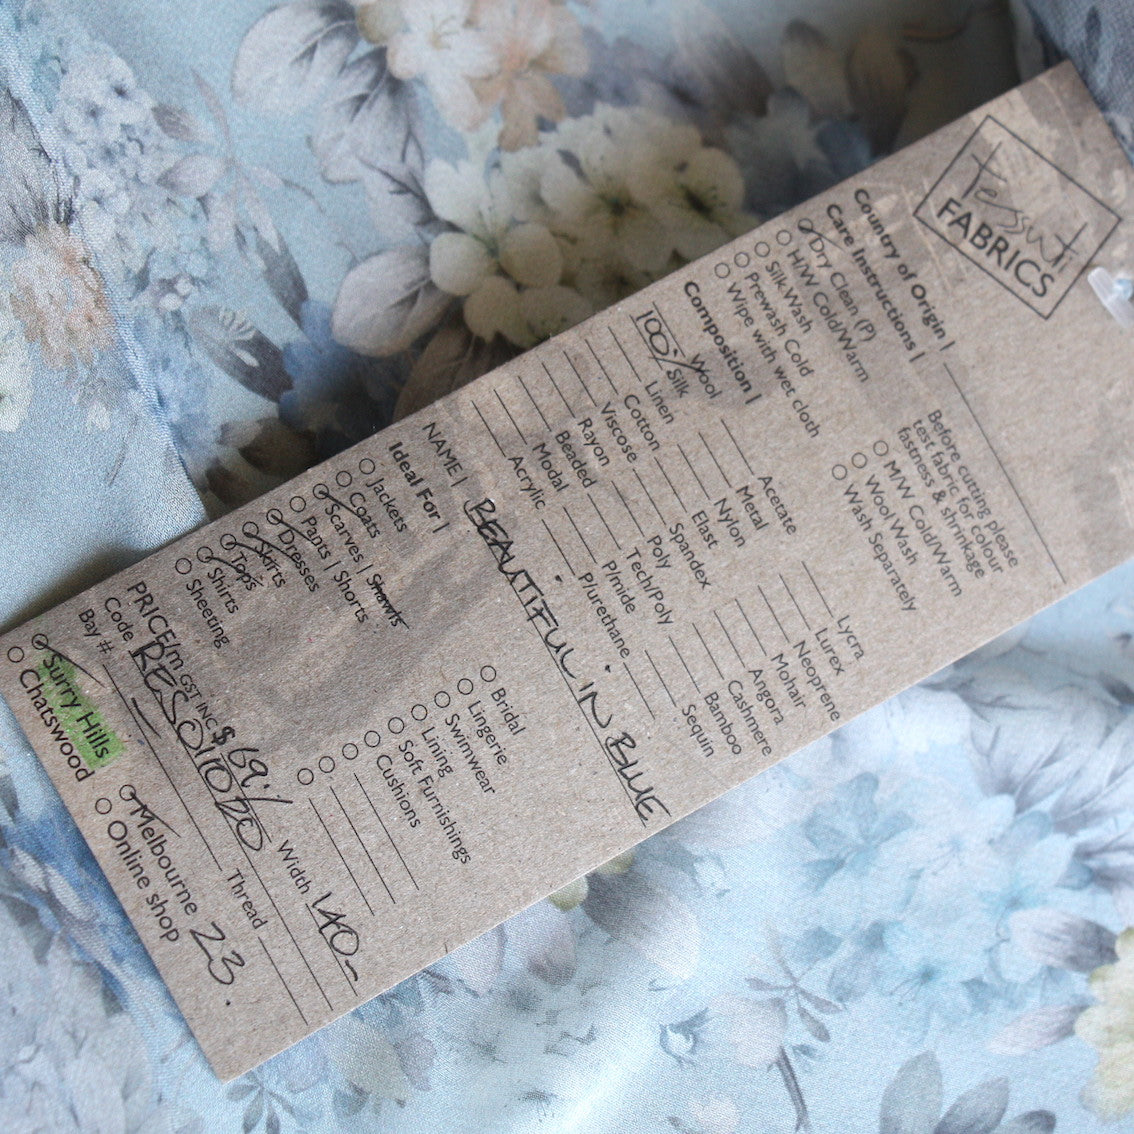 Tessuti
FABRICS
Country of Origin |
Care Instructions |
Dry Clean (P)
H/W Cold/Warm
Silk Wash
Prewash Cold
Wipe with wet cloth
Before cutting please
test fabric for colour
fastness & shrinkage
M/W Cold/Warm
Wool Wash
Wash Separately
Composition |
Wool
100% Silk
Linen
Cotton
Viscose
Rayon
Beaded
Modal
Acrylic
Acetate
Metal
Nylon
Elast
Spandex
Poly
Tech/Poly
P/mide
P/urethane
Lycra
Lurex
Neoprene
Mohair
Angora
Cashmere
Bamboo
Sequin
NAME | BEAUTIFUL IN BLUE
Ideal For |
Jackets
Coats
Scarves | Shawls
Pants | Shorts
Dresses
Skirts
Tops
Shirts
Sheeting
Bridal
Lingerie
Swimwear
Lining
Soft Furnishings
Cushions
PRICE/m GST INC $69 Width 140
Code
Bay # Thread
Surry Hills
Chatswood
Melbourne 23.
Online shop